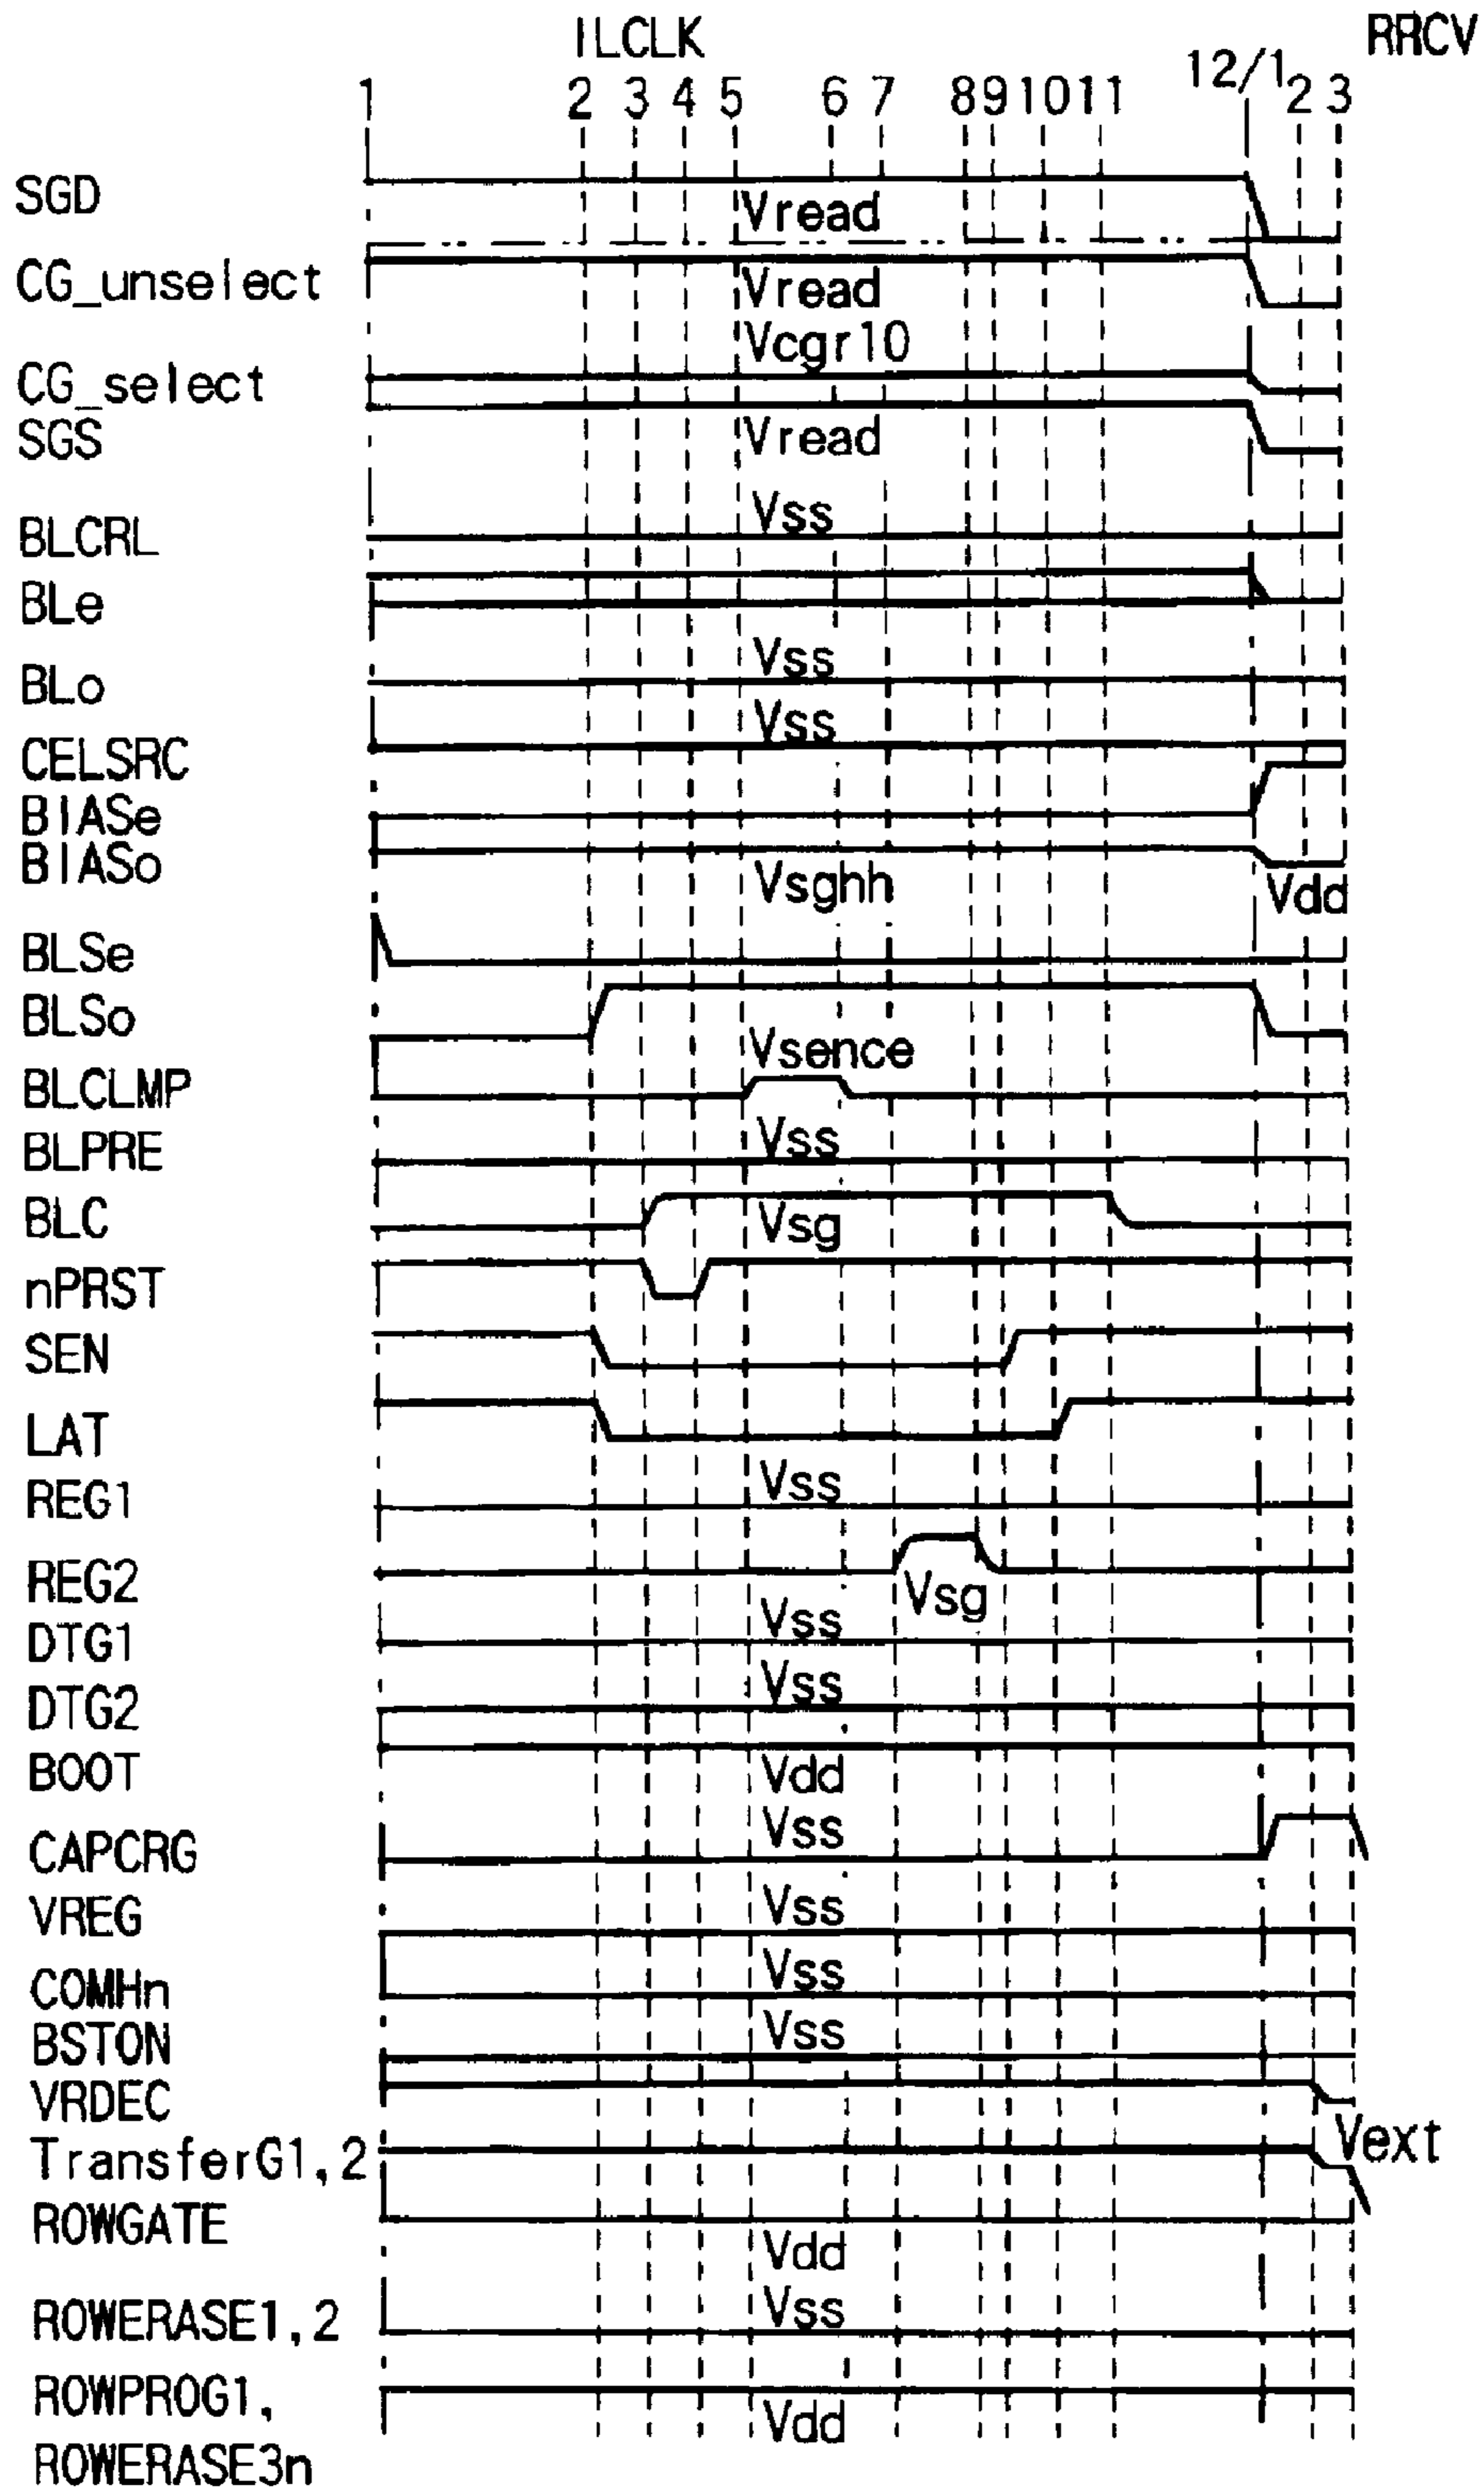 ILCLK RRCV
1 2 3 4 5 6 7 8 9 10 11 12/1 2 3
SGD
Vread
CG_unselect
Vread
Vcgr10
CG_select
SGS
Vread
Vss
BLCRL
BLe
Vss
BLo
Vss
CELSRC
BIASe
BIASo
Vsghh
Vdd
BLSe
BLSo
Vsence
BLCLMP
Vss
BLPRE
BLC
Vsg
nPRST
SEN
LAT
Vss
REG1
REG2
Vsg
Vss
DTG1
Vss
DTG2
BOOT
Vdd
Vss
CAPCRG
Vss
VREG
Vss
COMHn
Vss
BSTON
VRDEC
Vext
TransferG1,2
ROWGATE
Vdd
Vss
ROWERASE1,2
ROWPROG1,
Vdd
ROWERASE3n